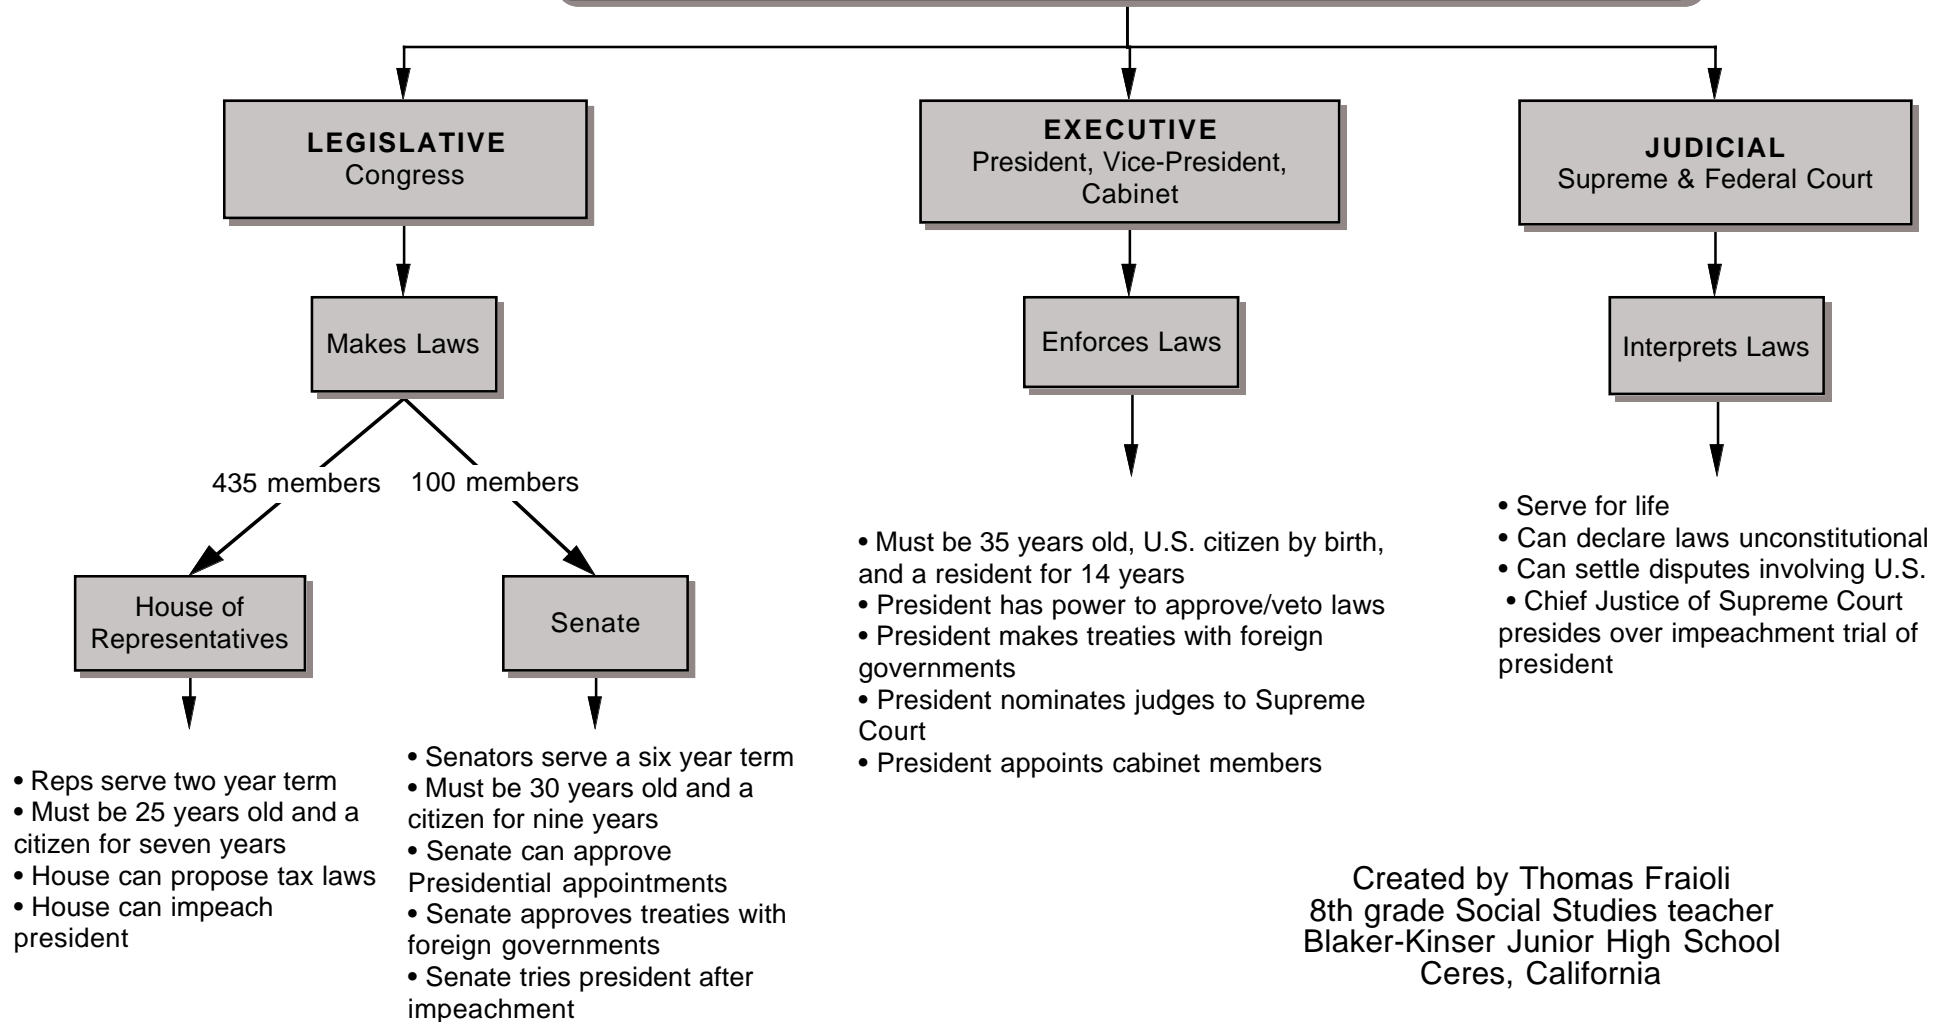 LEGISLATIVE
Congress
EXECUTIVE
President, Vice-President,
Cabinet
JUDICIAL
Supreme & Federal Court
Makes Laws
Enforces Laws
Interprets Laws
435 members
100 members
House of
Representatives
Senate
• Reps serve two year term
• Must be 25 years old and a
citizen for seven years
• House can propose tax laws
• House can impeach
president
• Senators serve a six year term
• Must be 30 years old and a
citizen for nine years
• Senate can approve
Presidential appointments
• Senate approves treaties with
foreign governments
• Senate tries president after
impeachment
• Must be 35 years old, U.S. citizen by birth,
and a resident for 14 years
• President has power to approve/veto laws
• President makes treaties with foreign
governments
• President nominates judges to Supreme
Court
• President appoints cabinet members
• Serve for life
• Can declare laws unconstitutional
• Can settle disputes involving U.S.
• Chief Justice of Supreme Court
presides over impeachment trial of
president
Created by Thomas Fraioli
8th grade Social Studies teacher
Blaker-Kinser Junior High School
Ceres, California